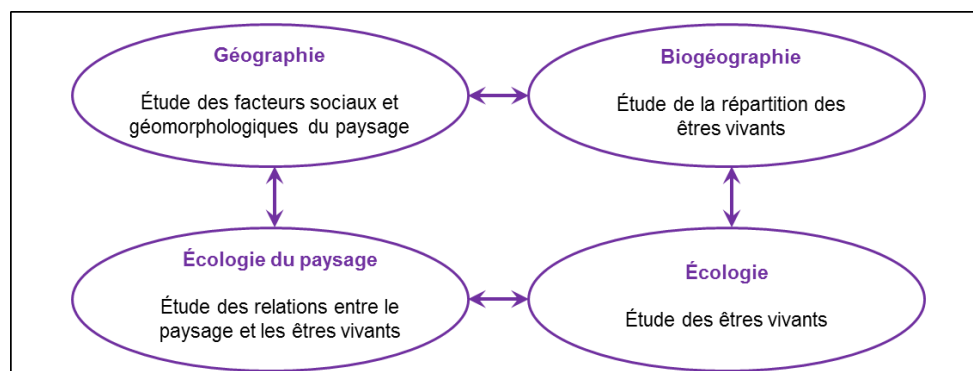 Géographie
Étude des facteurs sociaux et
géomorphologiques du paysage
Biogéographie
Étude de la répartition des
êtres vivants
Écologie du paysage
Étude des relations entre le
paysage et les êtres vivants
Écologie
Étude des êtres vivants